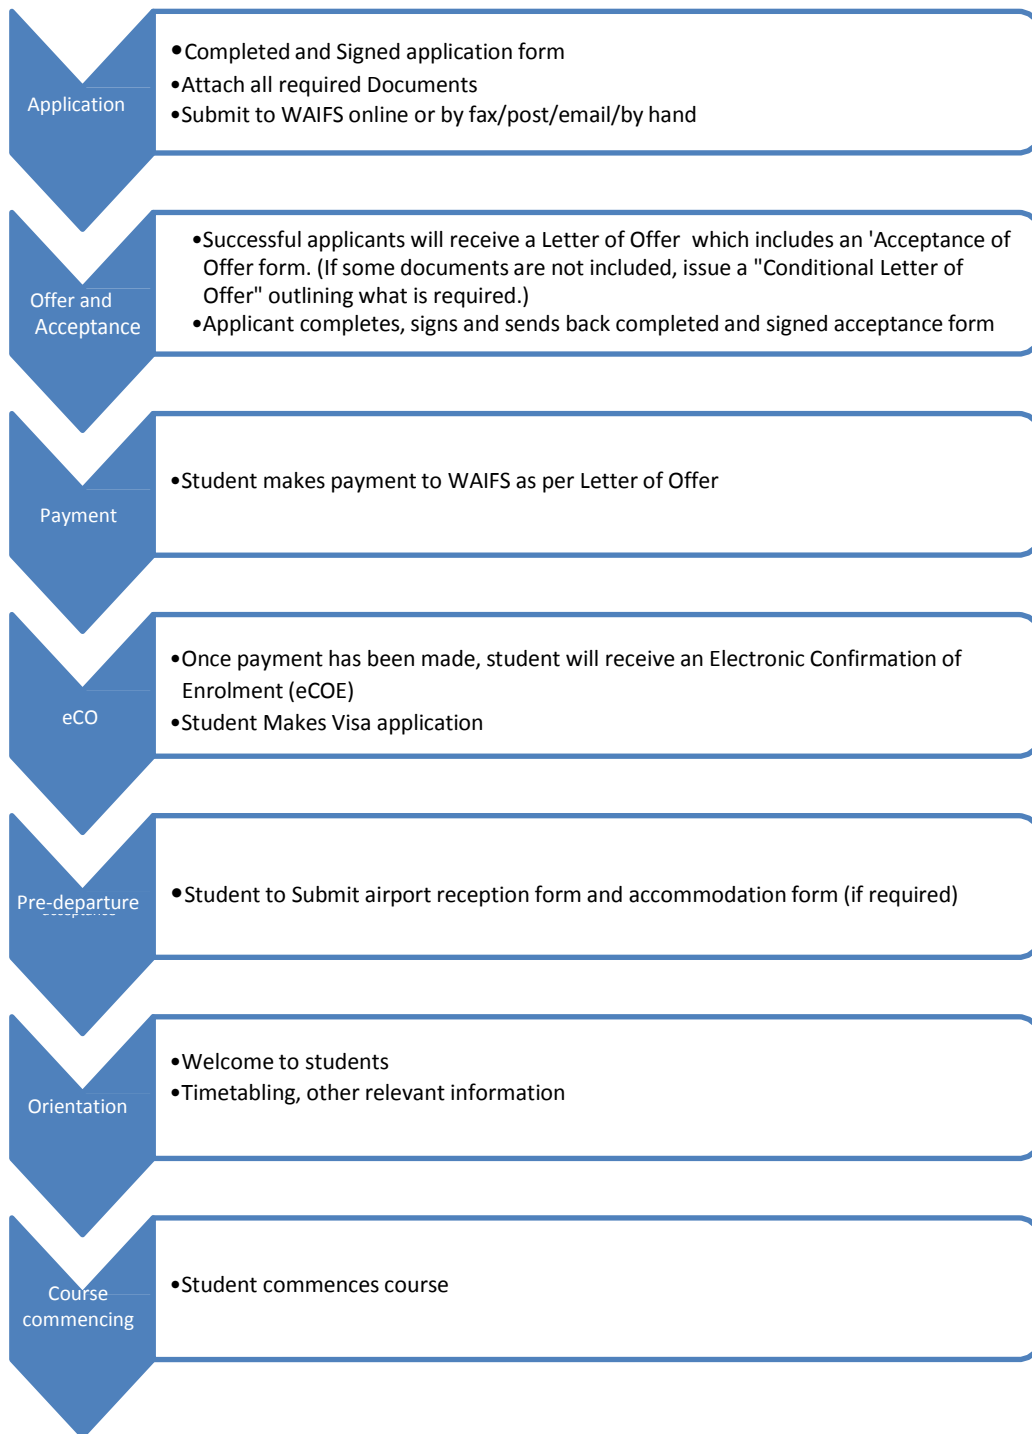 Application
•Completed and Signed application form
•Attach all required Documents
•Submit to WAIFS online or by fax/post/email/by hand
Offer and
Acceptance
•Successful applicants will receive a Letter of Offer  which includes an 'Acceptance of
Offer form. (If some documents are not included, issue a "Conditional Letter of
Offer" outlining what is required.)
•Applicant completes, signs and sends back completed and signed acceptance form
Payment
•Student makes payment to WAIFS as per Letter of Offer
eCO
•Once payment has been made, student will receive an Electronic Confirmation of
Enrolment (eCOE)
•Student Makes Visa application
Pre-departure
•Student to Submit airport reception form and accommodation form (if required)
Orientation
•Welcome to students
•Timetabling, other relevant information
Course
commencing
•Student commences course